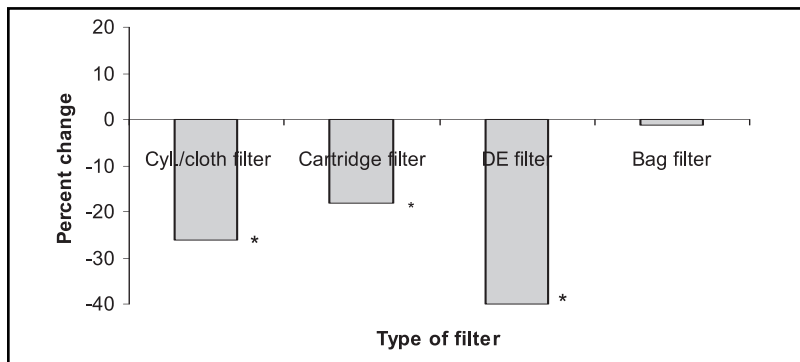 Percent change
20
10
0
-10
-20
-30
-40
Cyl./cloth filter
Cartridge filter
DE filter
Bag filter
*
*
*
Type of filter